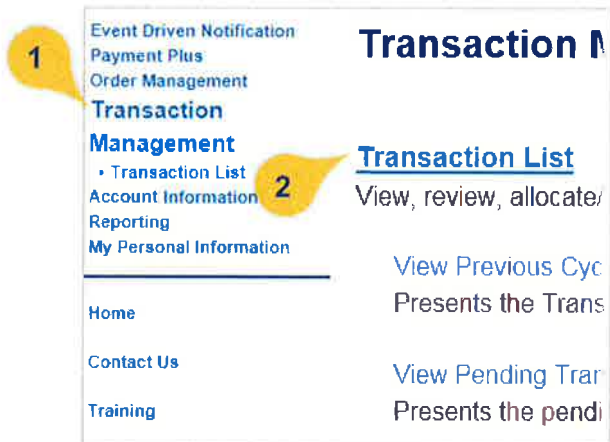 Event Driven Notification
Payment Plus
Order Management
Transaction
Management
• Transaction List
Account Information
Reporting
My Personal Information
Home
Contact Us
Training
1
2
Transaction
Transaction List
View, review, allocate/
View Previous Cyc
Presents the Trans
View Pending Tran
Presents the pendi